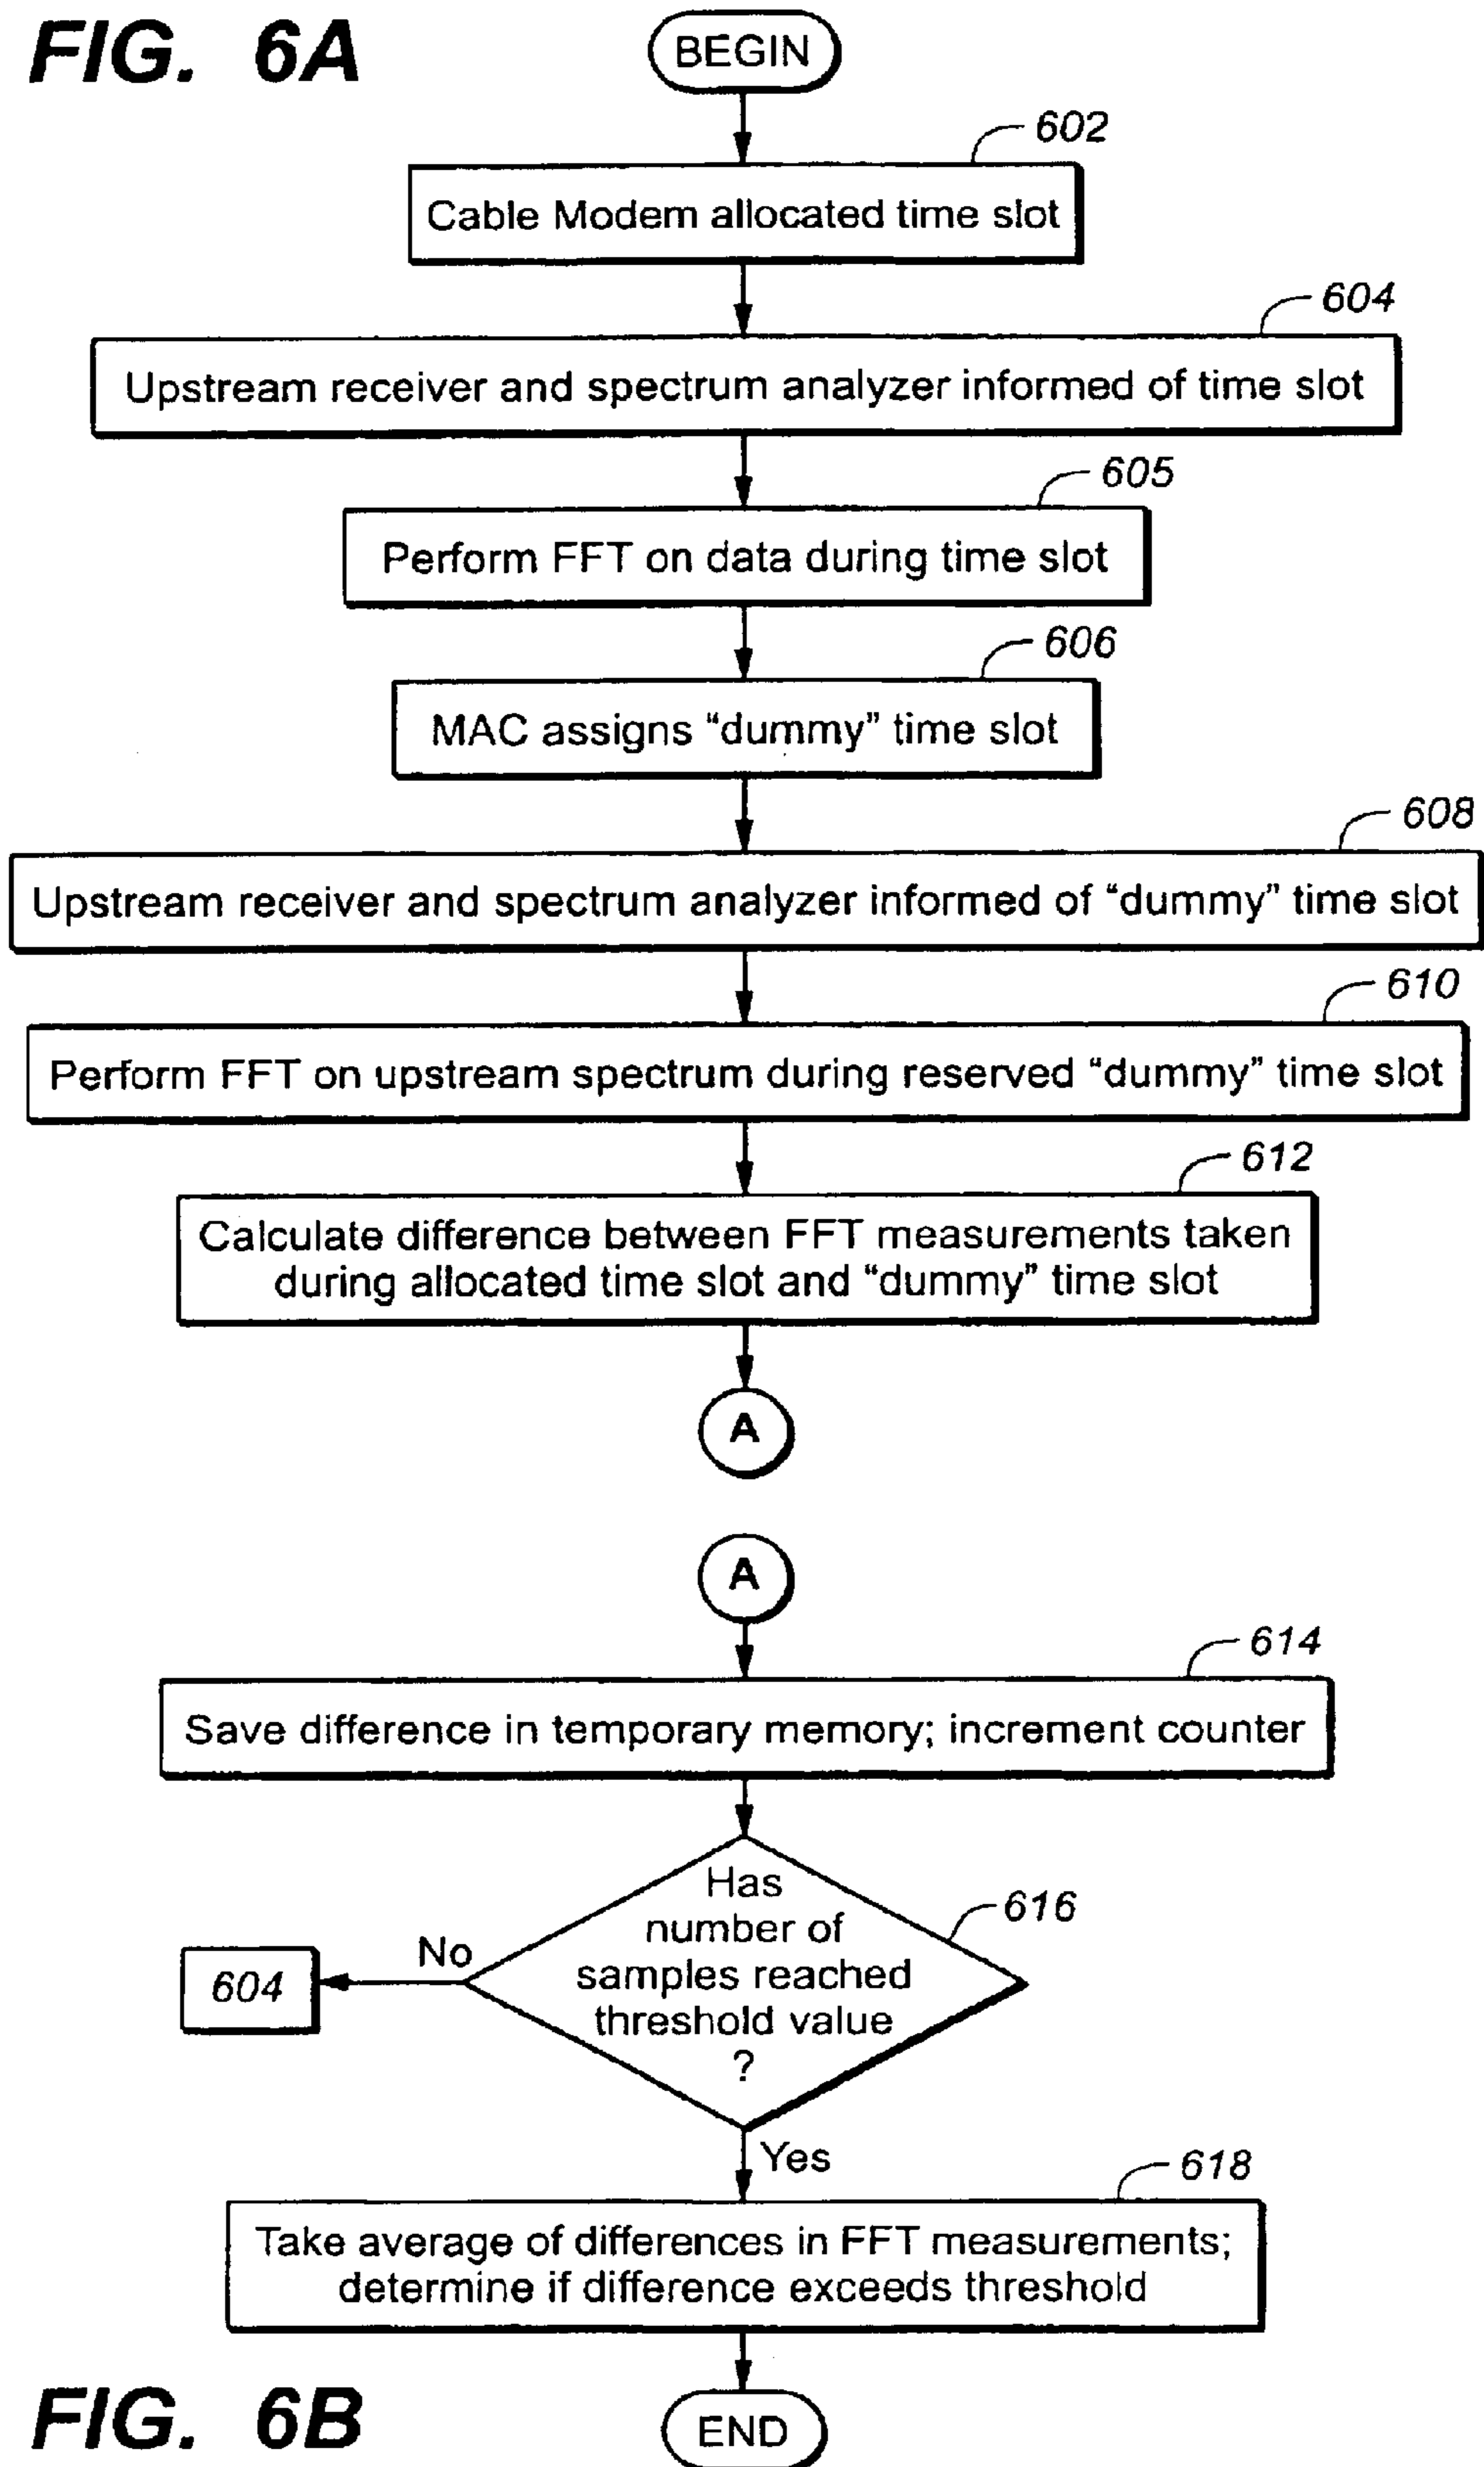 FIG. 6A
BEGIN
602
Cable Modem allocated time slot
604
Upstream receiver and spectrum analyzer informed of time slot
605
Perform FFT on data during time slot
606
MAC assigns “dummy” time slot
608
Upstream receiver and spectrum analyzer informed of “dummy” time slot
610
Perform FFT on upstream spectrum during reserved “dummy” time slot
612
Calculate difference between FFT measurements taken
during allocated time slot and “dummy” time slot
A
A
614
Save difference in temporary memory; increment counter
616
Has
number of
samples reached
threshold value
?
No
604
Yes
618
Take average of differences in FFT measurements;
determine if difference exceeds threshold
END
FIG. 6B